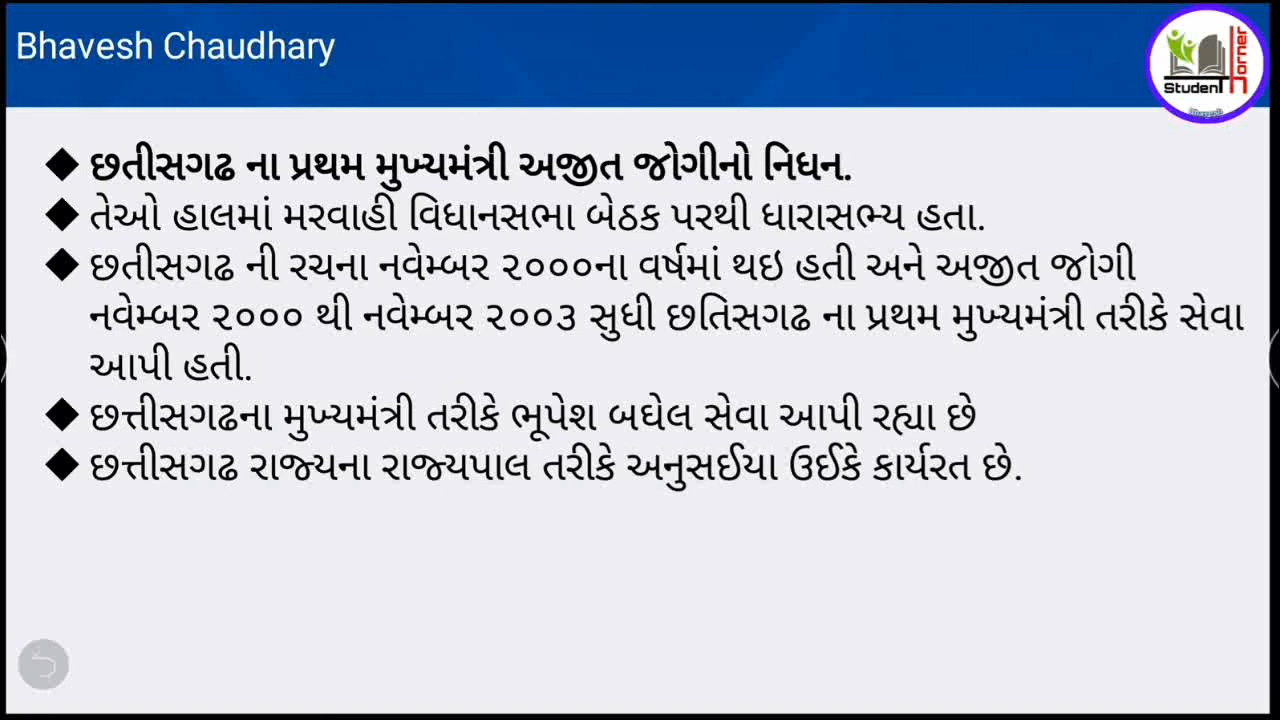 Bhavesh Chaudhary
Student Corner
◆ છતીસગઢ ના પ્રથમ મુખ્યમંત્રી અજીત જોગીનો નિધન.
◆ તેઓ હાલમાં મરવાહી વિધાનસભા બેઠક પરથી ધારાસભ્ય હતા.
◆ છતીસગઢ ની રચના નવેમ્બર ૨૦૦૦ના વર્ષમાં થઇ હતી અને અજીત જોગી
નવેમ્બર ૨૦૦૦ થી નવેમ્બર ૨૦૦૩ સુધી છતિસગઢ ના પ્રથમ મુખ્યમંત્રી તરીકે સેવા
આપી હતી.
◆ છત્તીસગઢના મુખ્યમંત્રી તરીકે ભૂપેશ બઘેલ સેવા આપી રહ્યા છે
◆ છત્તીસગઢ રાજ્યના રાજ્યપાલ તરીકે અનુસઈયા ઉઈકે કાર્યરત છે.